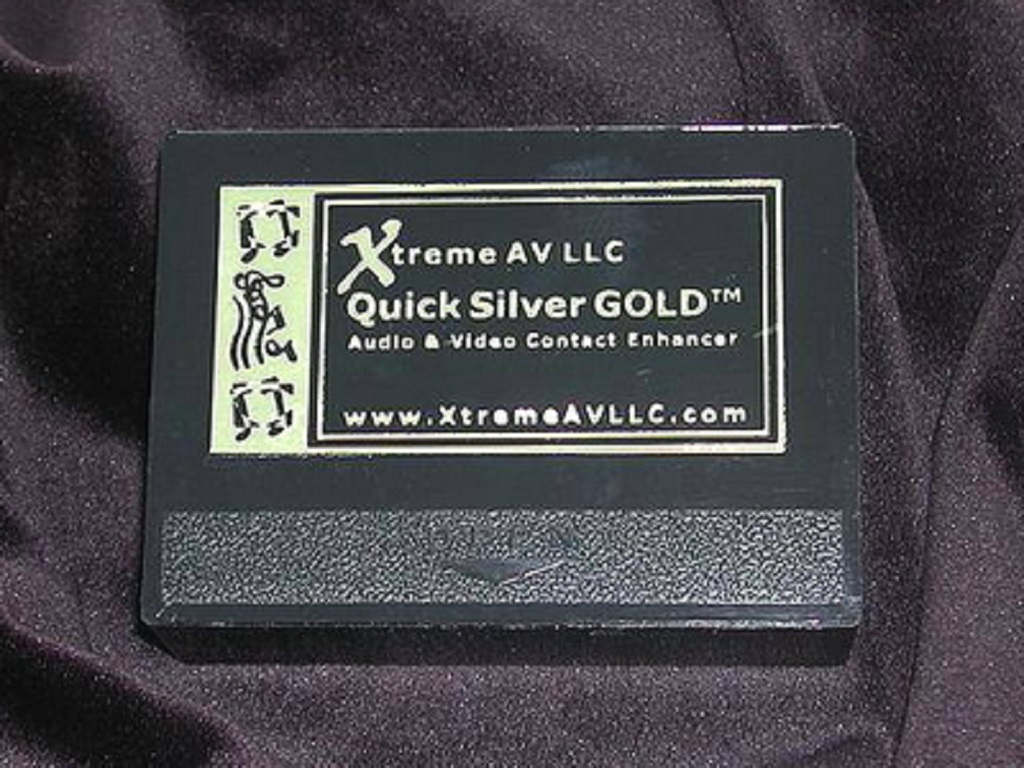 Xtreme AV LLC
Quick Silver GOLD™
Audio & Video Contact Enhancer
www.XtremeAVLLC.com